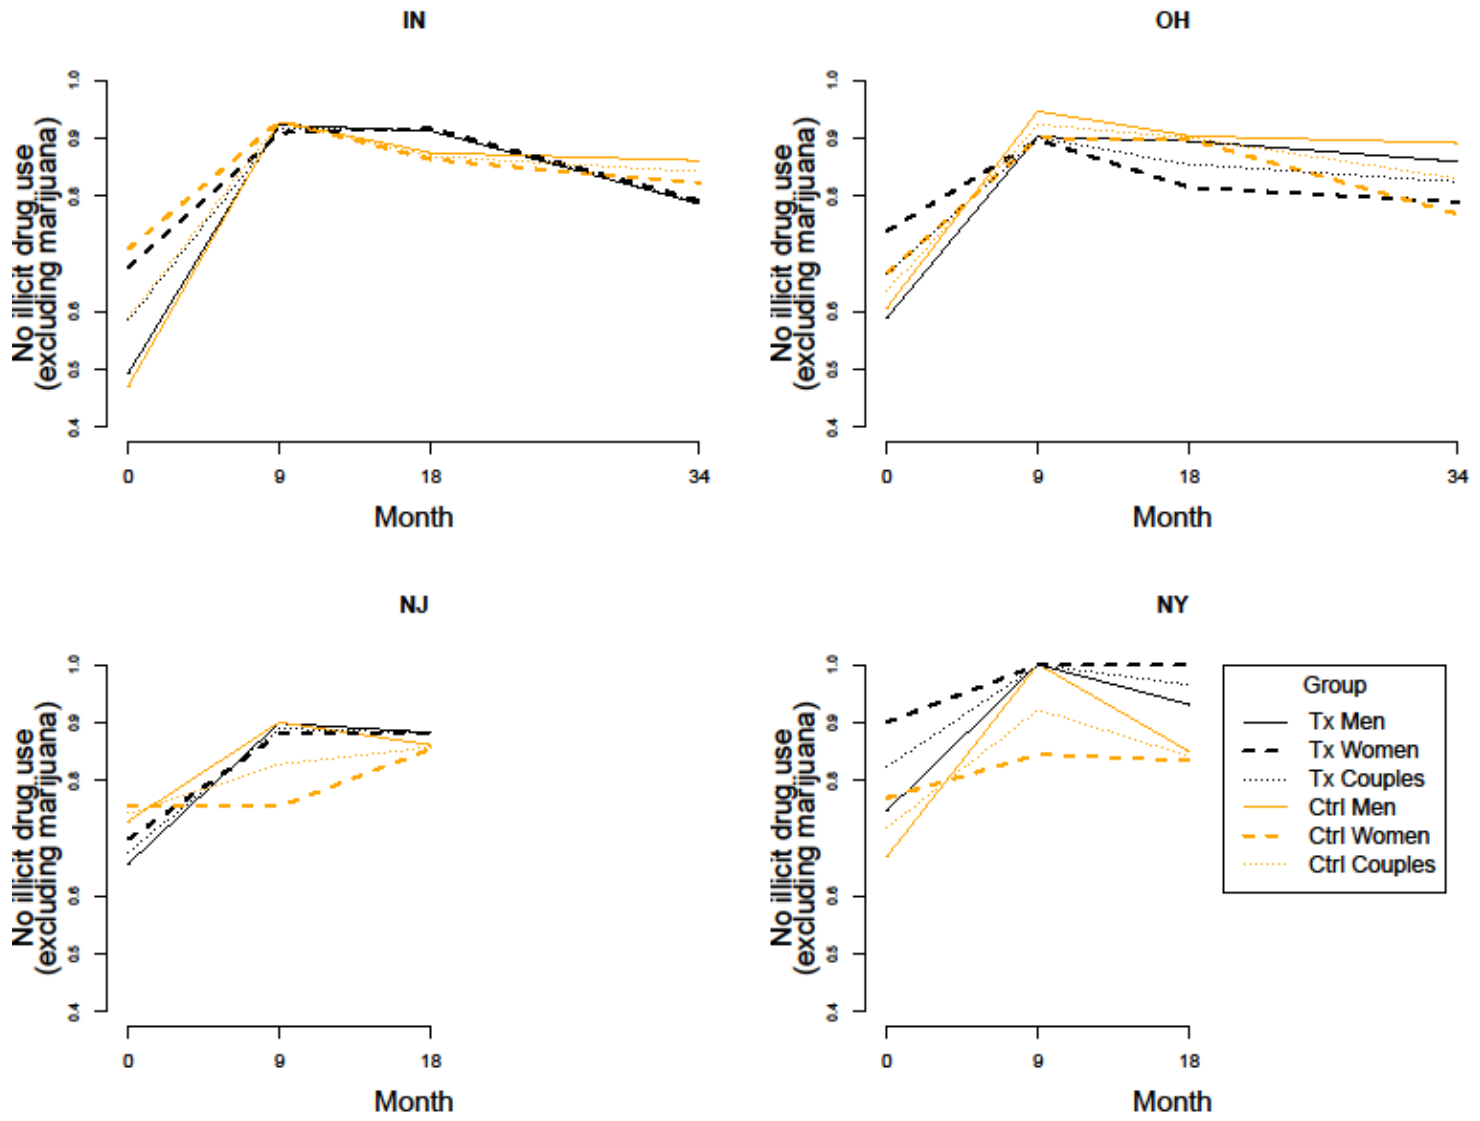 IN
No illicit drug use
(excluding marijuana)
1.0
0.9
0.8
0.6
0.5
0.4
0
9
18
34
Month
OH
No illicit drug use
(excluding marijuana)
1.0
0.9
0.8
0.6
0.5
0.4
0
9
18
34
Month
NJ
No illicit drug use
(excluding marijuana)
1.0
0.9
0.8
0.6
0.5
0.4
0
9
18
Month
NY
No illicit drug use
(excluding marijuana)
1.0
0.9
0.8
0.6
0.5
0.4
0
9
18
Month
Group
Tx Men
Tx Women
Tx Couples
Ctrl Men
Ctrl Women
Ctrl Couples